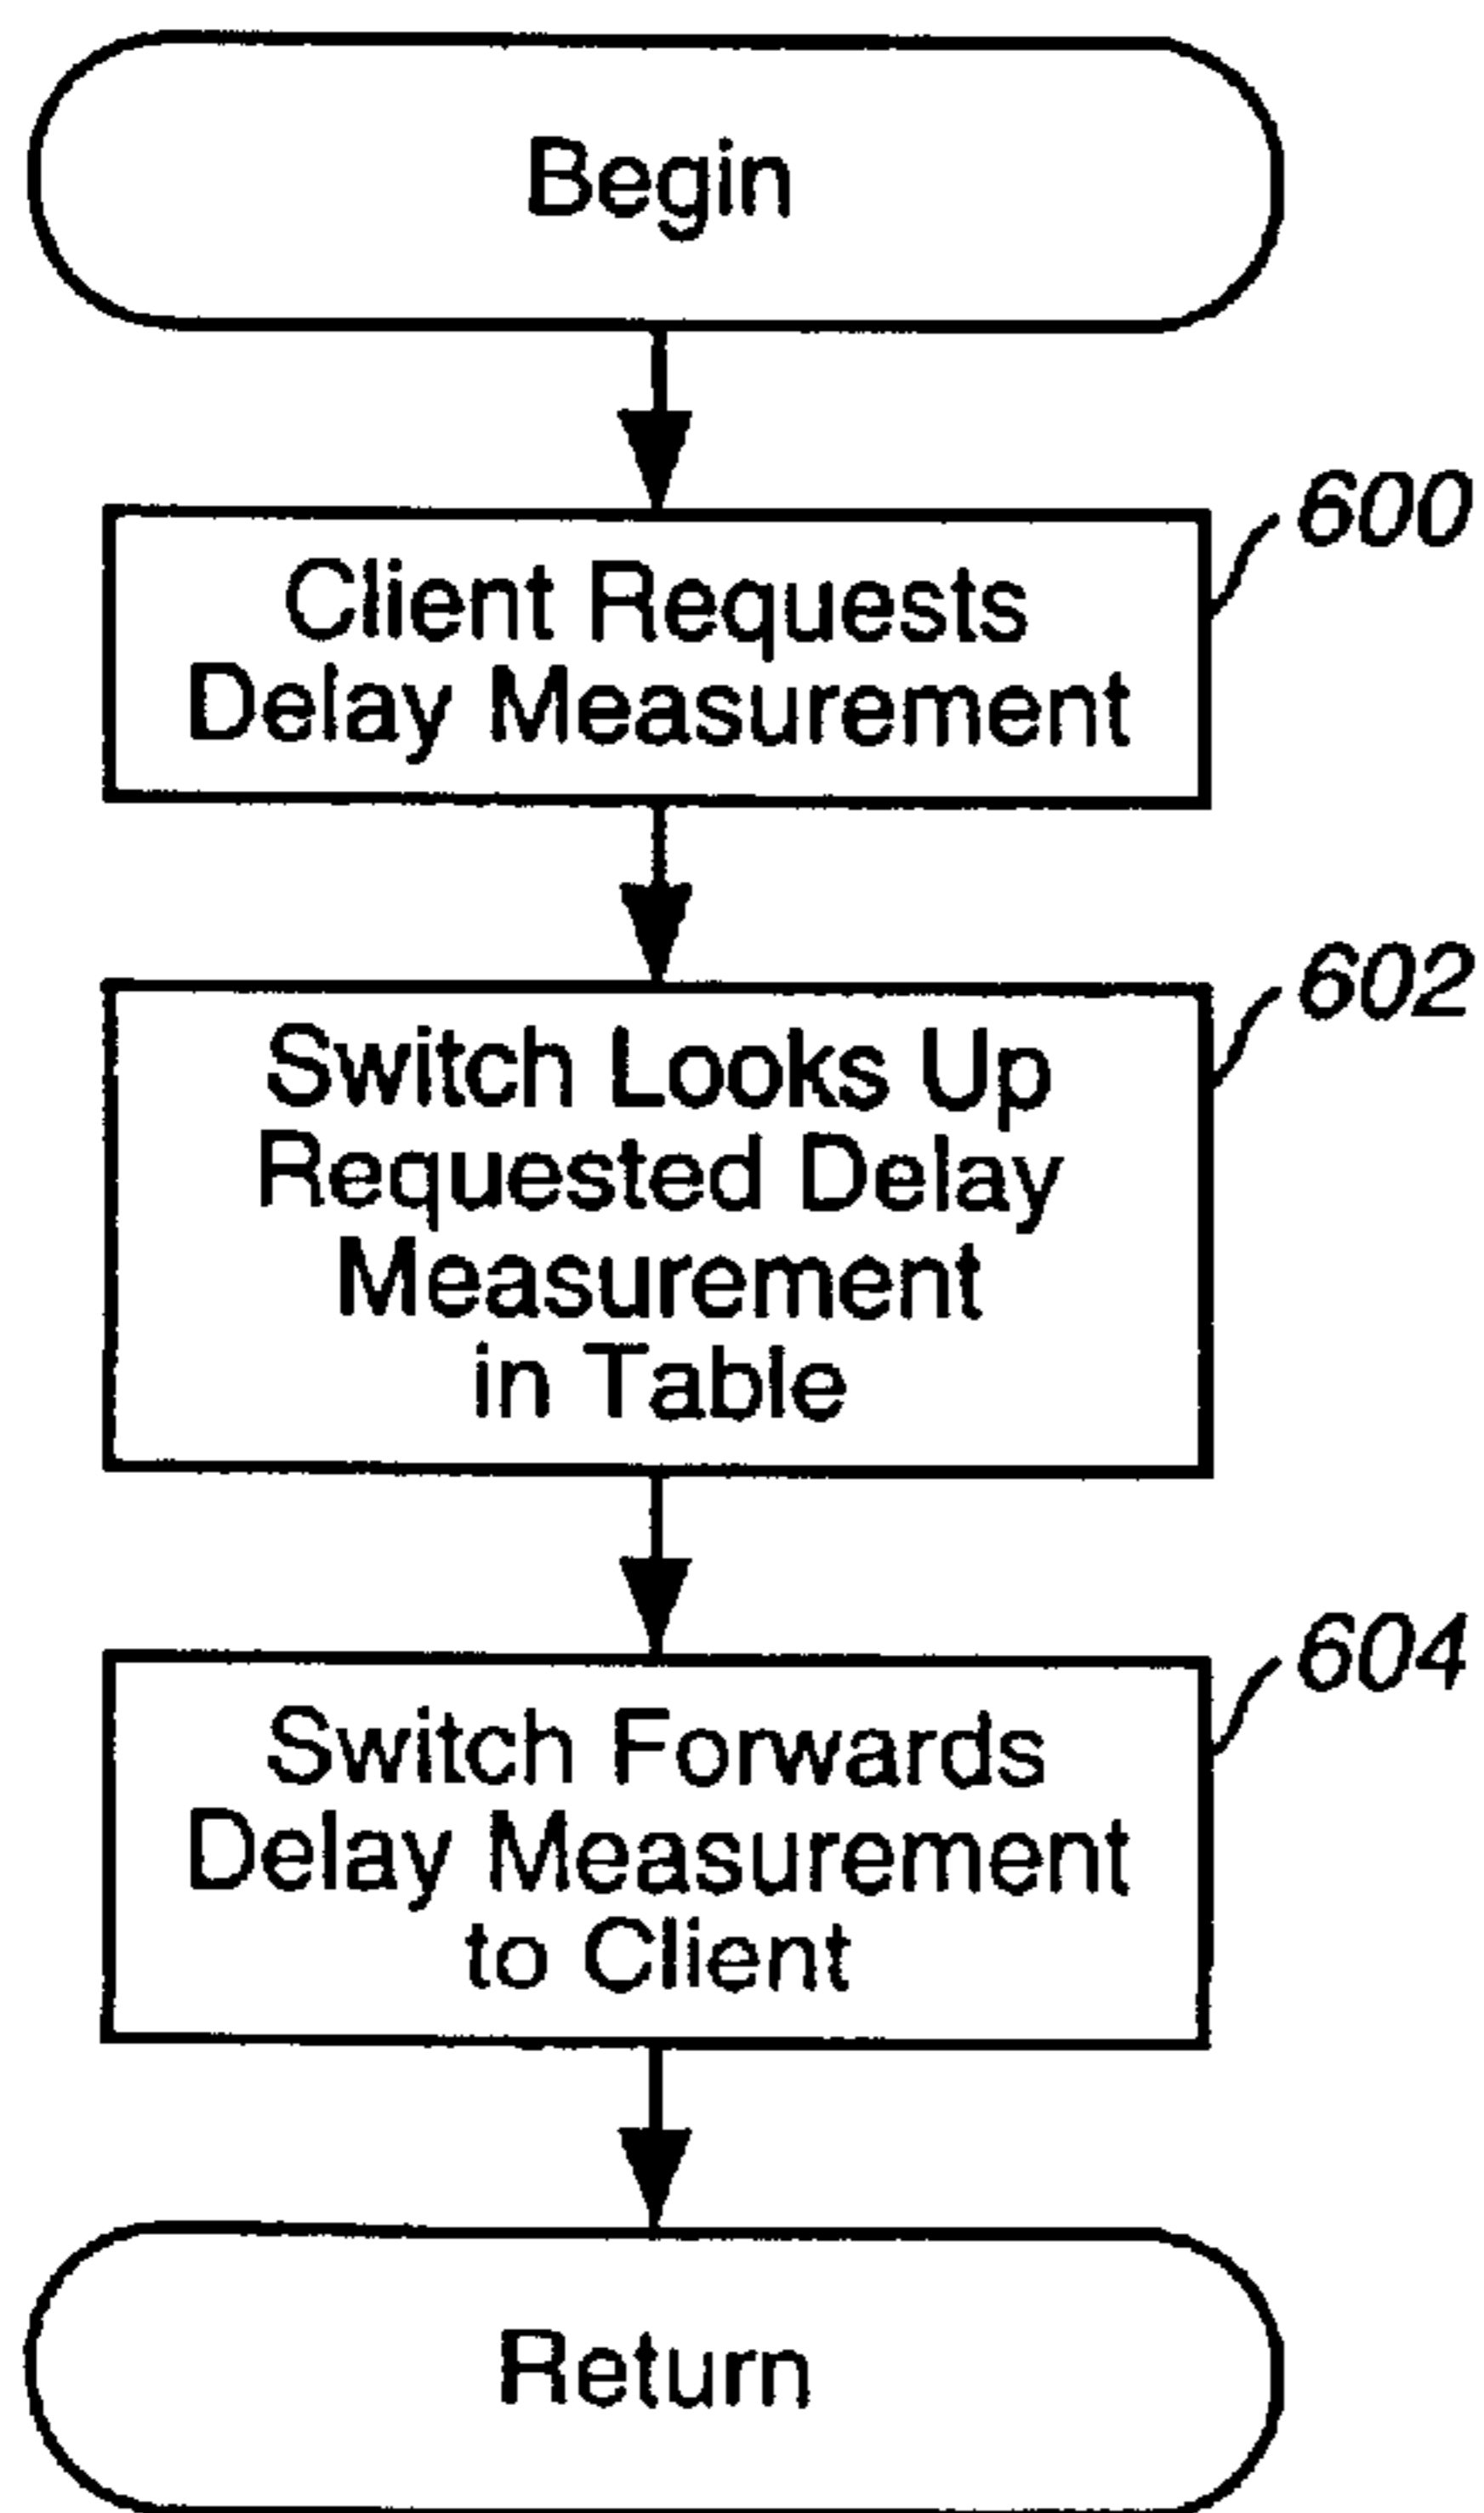 Begin
600
Client Requests
Delay Measurement
602
Switch Looks Up
Requested Delay
Measurement
in Table
604
Switch Forwards
Delay Measurement
to Client
Return